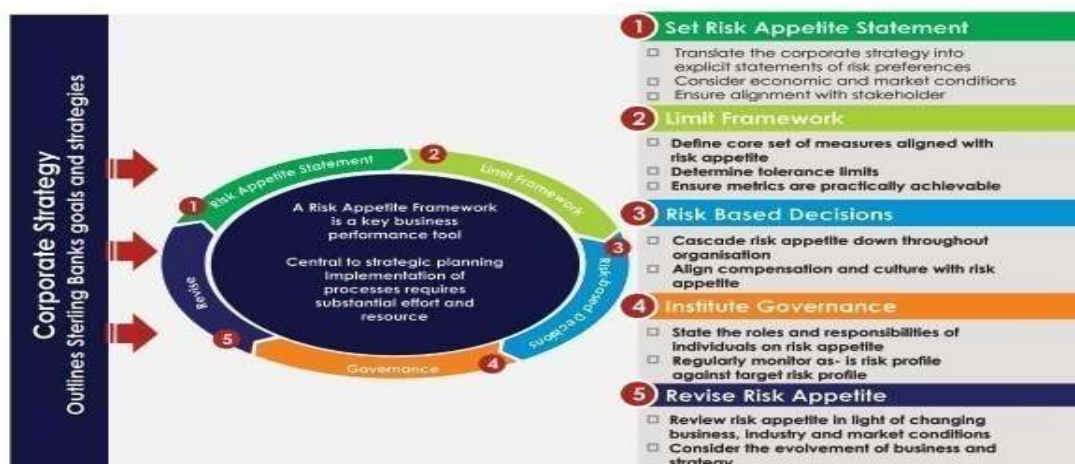 Corporate Strategy
Outlines Sterling Banks goals and strategies
1
Risk Appetite Statement
2
Limit Framework
3
Risk-based Decisions
4
Governance
5
Revise
A Risk Appetite Framework
is a key business
performance tool
Central to strategic planning
Implementation of
processes requires
substantial effort and
resource
1 Set Risk Appetite Statement
Translate the corporate strategy into
explicit statements of risk preferences
Consider economic and market conditions
Ensure alignment with stakeholder
2 Limit Framework
Define core set of measures aligned with
risk appetite
Determine tolerance limits
Ensure metrics are practically achievable
3 Risk Based Decisions
Cascade risk appetite down throughout
organisation
Align compensation and culture with risk
appetite
4 Institute Governance
State the roles and responsibilities of
individuals on risk appetite
Regularly monitor as- is risk profile
against target risk profile
5 Revise Risk Appetite
Review risk appetite in light of changing
business, industry and market conditions
Consider the evolvement of business and
strategy